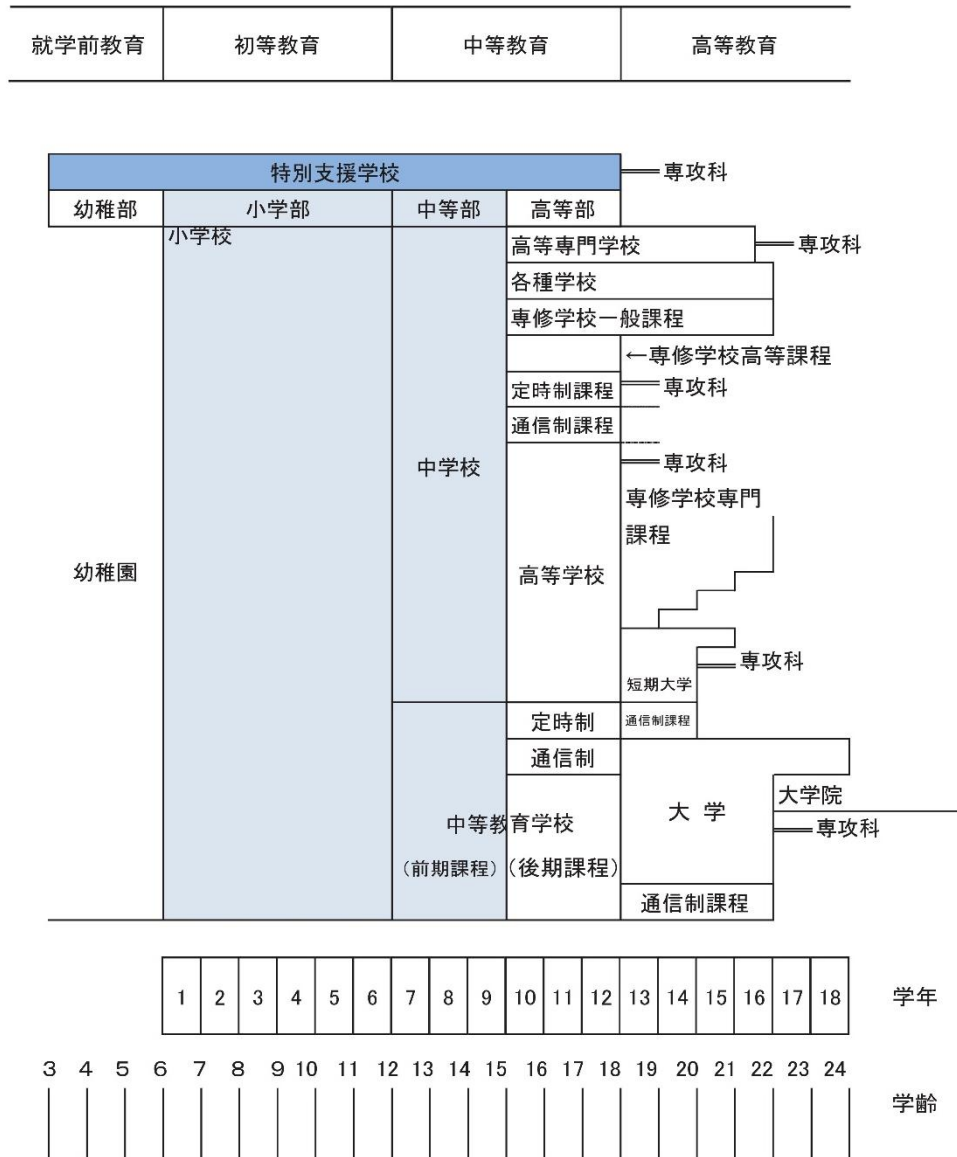 就学前教育 初等教育 中等教育 高等教育
特別支援学校 専攻科
幼稚部 小学部 中等部 高等部
小学校 高等専門学校 専攻科
各種学校
専修学校一般課程
←専修学校高等課程
定時制課程 専攻科
通信制課程
中学校 専攻科
専修学校専門
課程
幼稚園 高等学校
専攻科
短期大学
定時制 通信制課程
通信制
大学院
大 学
中等教育学校 専攻科
(前期課程) (後期課程)
通信制課程
1 2 3 4 5 6 7 8 9 10 11 12 13 14 15 16 17 18 学年
3 4 5 6 7 8 9 10 11 12 13 14 15 16 17 18 19 20 21 22 23 24
学齢